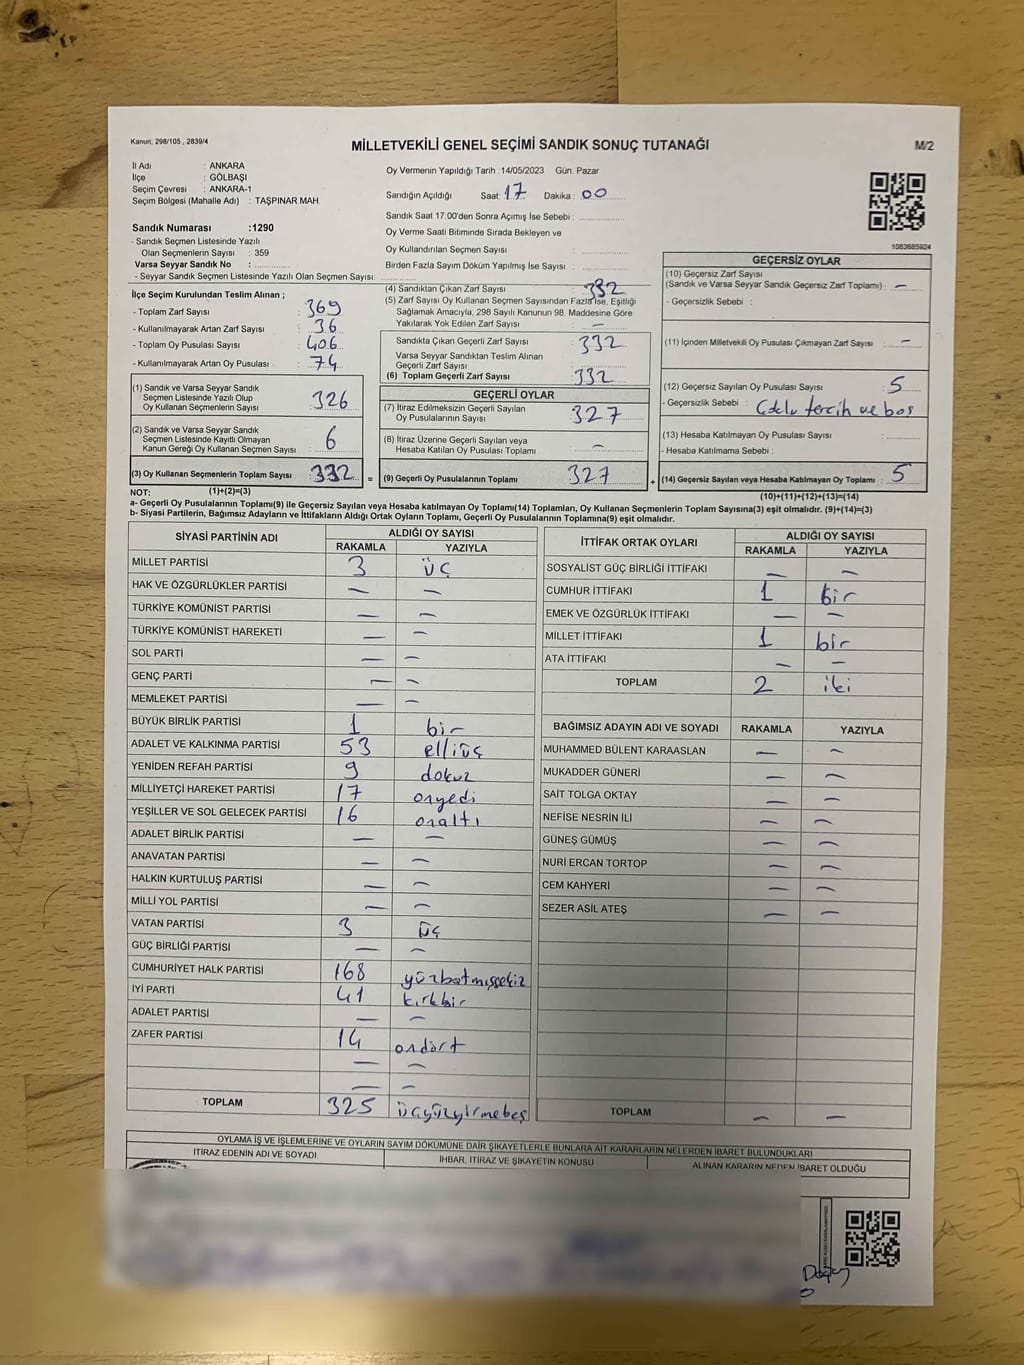 Kanun; 298/105 , 2839/4
MİLLETVEKİLİ GENEL SEÇİMİ SANDIK SONUÇ TUTANAĞI
M/2
İl Adı : ANKARA
İlçe : GÖLBAŞI
Seçim Çevresi : ANKARA-1
Seçim Bölgesi (Mahalle Adı) : TAŞPINAR MAH.
Oy Vermenin Yapıldığı Tarih : 14/05/2023 Gün: Pazar
Sandığın Açıldığı Saat: 17 Dakika : 00
Sandık Saat 17:00'den Sonra Açımış İse Sebebi :
Oy Verme Saati Bitiminde Sırada Bekleyen ve
Oy Kullandırılan Seçmen Sayısı :
Birden Fazla Sayım Döküm Yapılmış İse Sayısı :
1083685924
Sandık Numarası :1290
- Sandık Seçmen Listesinde Yazılı
Olan Seçmenlerin Sayısı : 359
Varsa Seyyar Sandık No :
- Seyyar Sandık Seçmen Listesinde Yazılı Olan Seçmen Sayısı:
İlçe Seçim Kurulundan Teslim Alınan ;
- Toplam Zarf Sayısı : 369
- Kullanılmayarak Artan Zarf Sayısı : 36
- Toplam Oy Pusulası Sayısı : 406
- Kullanılmayarak Artan Oy Pusulası : 74
(1) Sandık ve Varsa Seyyar Sandık
Seçmen Listesinde Yazılı Olup
Oy Kullanan Seçmenlerin Sayısı : 326
(2) Sandık ve Varsa Seyyar Sandık
Seçmen Listesinde Kayıtlı Olmayan
Kanun Gereği Oy Kullanan Seçmen Sayısı : 6
(3) Oy Kullanan Seçmenlerin Toplam Sayısı : 332 =
(4) Sandıktan Çıkan Zarf Sayısı : 332
(5) Zarf Sayısı Oy Kullanan Seçmen Sayısından Fazla İse, Eşitliği
Sağlamak Amacıyla, 298 Sayılı Kanunun 98. Maddesine Göre
Yakılarak Yok Edilen Zarf Sayısı : —
Sandıkta Çıkan Geçerli Zarf Sayısı : 332
Varsa Seyyar Sandıktan Teslim Alınan
Geçerli Zarf Sayısı :
(6) Toplam Geçerli Zarf Sayısı : 332
GEÇERLİ OYLAR
(7) İtiraz Edilmeksizin Geçerli Sayılan
Oy Pusulalarının Sayısı : 327
(8) İtiraz Üzerine Geçerli Sayılan veya
Hesaba Katılan Oy Pusulası Toplamı : —
(9) Geçerli Oy Pusulalarının Toplamı : 327 +
GEÇERSİZ OYLAR
(10) Geçersiz Zarf Sayısı
(Sandık ve Varsa Seyyar Sandık Geçersiz Zarf Toplamı) : —
- Geçersizlik Sebebi :
(11) İçinden Milletvekili Oy Pusulası Çıkmayan Zarf Sayısı : —
(12) Geçersiz Sayılan Oy Pusulası Sayısı : 5
- Geçersizlik Sebebi : tercih ve boş
(13) Hesaba Katılmayan Oy Pusulası Sayısı :
- Hesaba Katılmama Sebebi :
(14) Geçersiz Sayılan veya Hesaba Katılmayan Oy Toplamı : 5
NOT: (1)+(2)=(3)
(10)+(11)+(12)+(13)=(14)
a- Geçerli Oy Pusulalarının Toplamı(9) ile Geçersiz Sayılan veya Hesaba katılmayan Oy Toplamı(14) Toplamları, Oy Kullanan Seçmenlerin Toplam Sayısına(3) eşit olmalıdır. (9)+(14)=(3)
b- Siyasi Partilerin, Bağımsız Adayların ve İttifakların Aldığı Ortak Oyların Toplamı, Geçerli Oy Pusulalarının Toplamına(9) eşit olmalıdır.
SİYASİ PARTİNİN ADI ALDIĞI OY SAYISI
RAKAMLA YAZIYLA
MİLLET PARTİSİ 3 üç
HAK VE ÖZGÜRLÜKLER PARTİSİ — —
TÜRKİYE KOMÜNİST PARTİSİ — —
TÜRKİYE KOMÜNİST HAREKETİ — —
SOL PARTİ — —
GENÇ PARTİ — —
MEMLEKET PARTİSİ — —
BÜYÜK BİRLİK PARTİSİ 1 bir
ADALET VE KALKINMA PARTİSİ 53 elliüç
YENİDEN REFAH PARTİSİ 9 dokuz
MİLLİYETÇİ HAREKET PARTİSİ 17 onyedi
YEŞİLLER VE SOL GELECEK PARTİSİ 16 onaltı
ADALET BİRLİK PARTİSİ — —
ANAVATAN PARTİSİ — —
HALKIN KURTULUŞ PARTİSİ — —
MİLLİ YOL PARTİSİ — —
VATAN PARTİSİ 3 üç
GÜÇ BİRLİĞİ PARTİSİ — —
CUMHURİYET HALK PARTİSİ 168 yüzbatmışsekiz
İYİ PARTİ 41 kırkbir
ADALET PARTİSİ — —
ZAFER PARTİSİ 14 ondört
— —
— —
TOPLAM 325 üçyüzyirmebeş
İTTİFAK ORTAK OYLARI ALDIĞI OY SAYISI
RAKAMLA YAZIYLA
SOSYALİST GÜÇ BİRLİĞİ İTTİFAKI — —
CUMHUR İTTİFAKI 1 bir
EMEK VE ÖZGÜRLÜK İTTİFAKI — —
MİLLET İTTİFAKI 1 bir
ATA İTTİFAKI — —
TOPLAM 2 iki
BAĞIMSIZ ADAYIN ADI VE SOYADI RAKAMLA YAZIYLA
MUHAMMED BÜLENT KARAASLAN — —
MUKADDER GÜNERİ — —
SAİT TOLGA OKTAY — —
NEFİSE NESRİN İLİ — —
GÜNEŞ GÜMÜŞ — —
NURİ ERCAN TORTOP — —
CEM KAHYERİ — —
SEZER ASİL ATEŞ — —
TOPLAM — —
OYLAMA İŞ VE İŞLEMLERİNE VE OYLARIN SAYIM DÖKÜMÜNE DAİR ŞİKAYETLERLE BUNLARA AİT KARARLARIN NELERDEN İBARET BULUNDUKLARI
İTİRAZ EDENİN ADI VE SOYADI İHBAR, İTİRAZ VE ŞİKAYETİN KONUSU ALINAN KARARIN NEDEN İBARET OLDUĞU